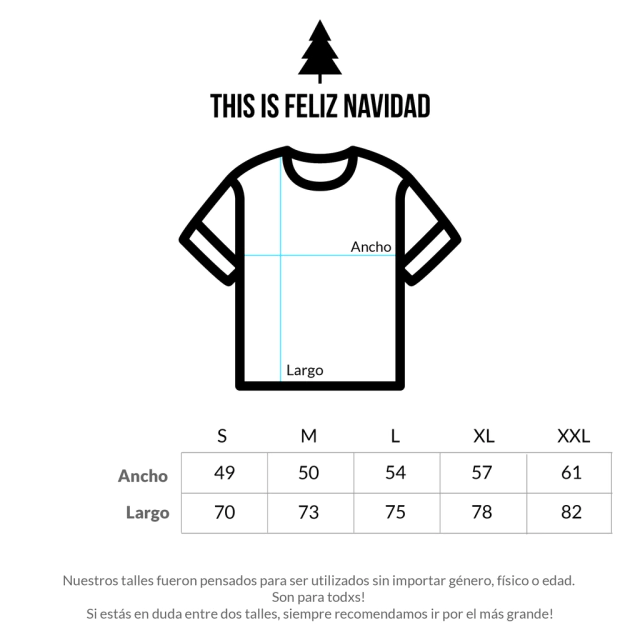 THIS IS FELIZ NAVIDAD
Ancho
Largo
S M L XL XXL
Ancho 49 50 54 57 61
Largo 70 73 75 78 82
Nuestros talles fueron pensados para ser utilizados sin importar género, físico o edad.
Son para todxs!
Si estás en duda entre dos talles, siempre recomendamos ir por el más grande!